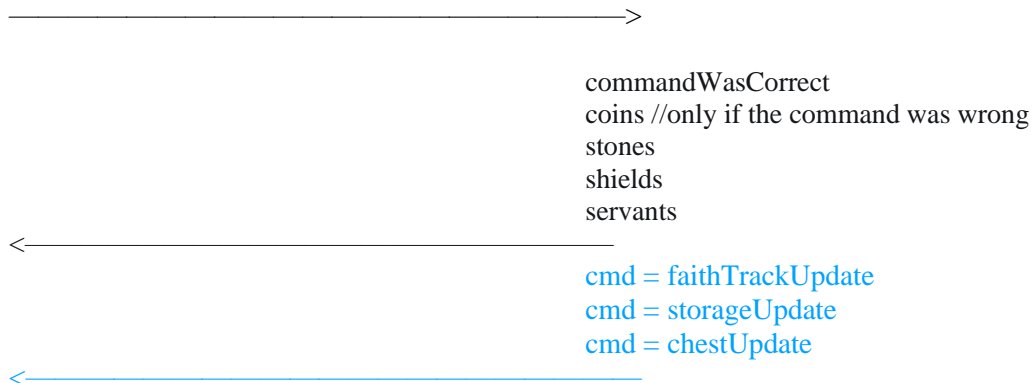 commandWasCorrect
coins //only if the command was wrong
stones
shields
servants
cmd = faithTrackUpdate
cmd = storageUpdate
cmd = chestUpdate